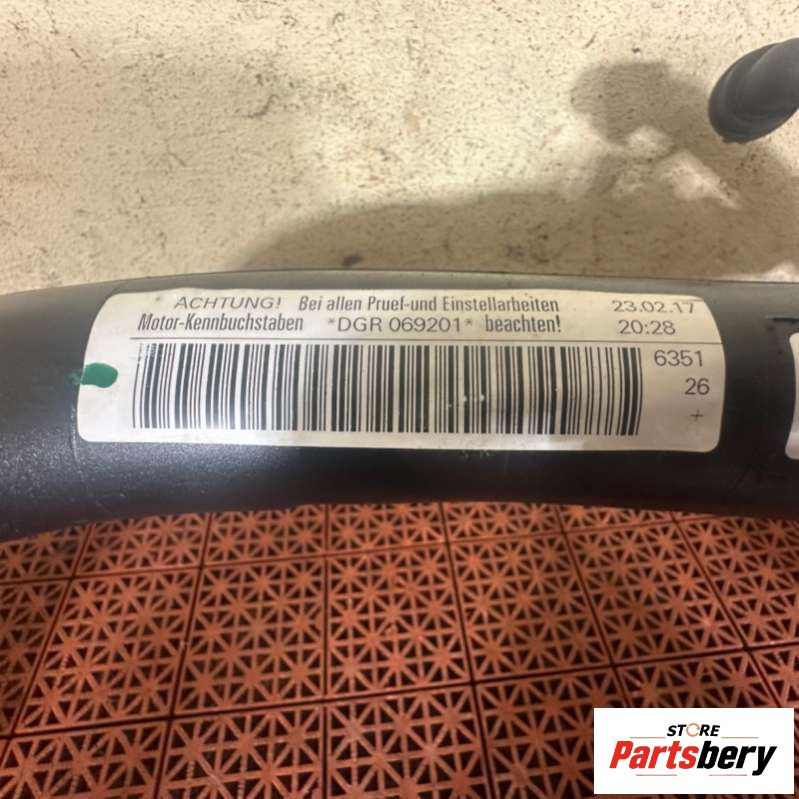 ACHTUNG! Bei allen Pruef-und Einstellarbeiten 23.02.17
Motor-Kennbuchstaben *DGR 069201* beachten! 20:28
6351
26
+
STORE
Partsbery